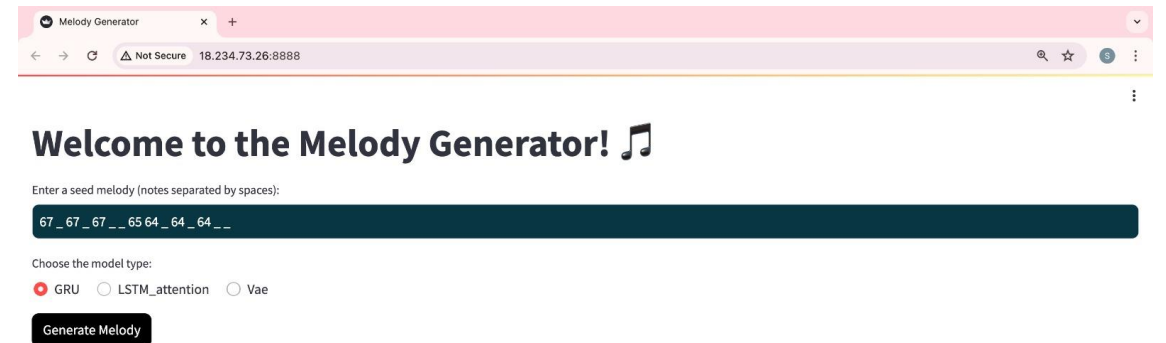 Melody Generator
Not Secure 18.234.73.26:8888
S
Welcome to the Melody Generator! 🎵
Enter a seed melody (notes separated by spaces):
67 _ 67 _ 67 _ _ 65 64 _ 64 _ 64 _ _
Choose the model type:
GRU LSTM_attention Vae
Generate Melody